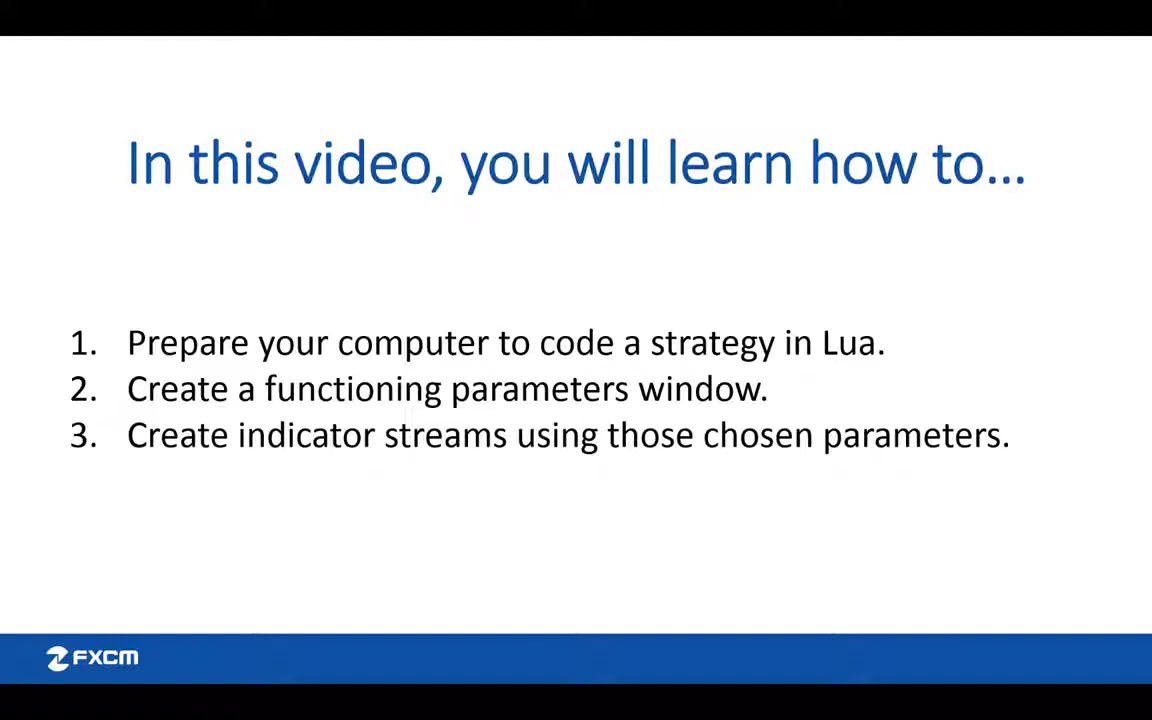 In this video, you will learn how to...
1. Prepare your computer to code a strategy in Lua.
2. Create a functioning parameters window.
3. Create indicator streams using those chosen parameters.
FXCM